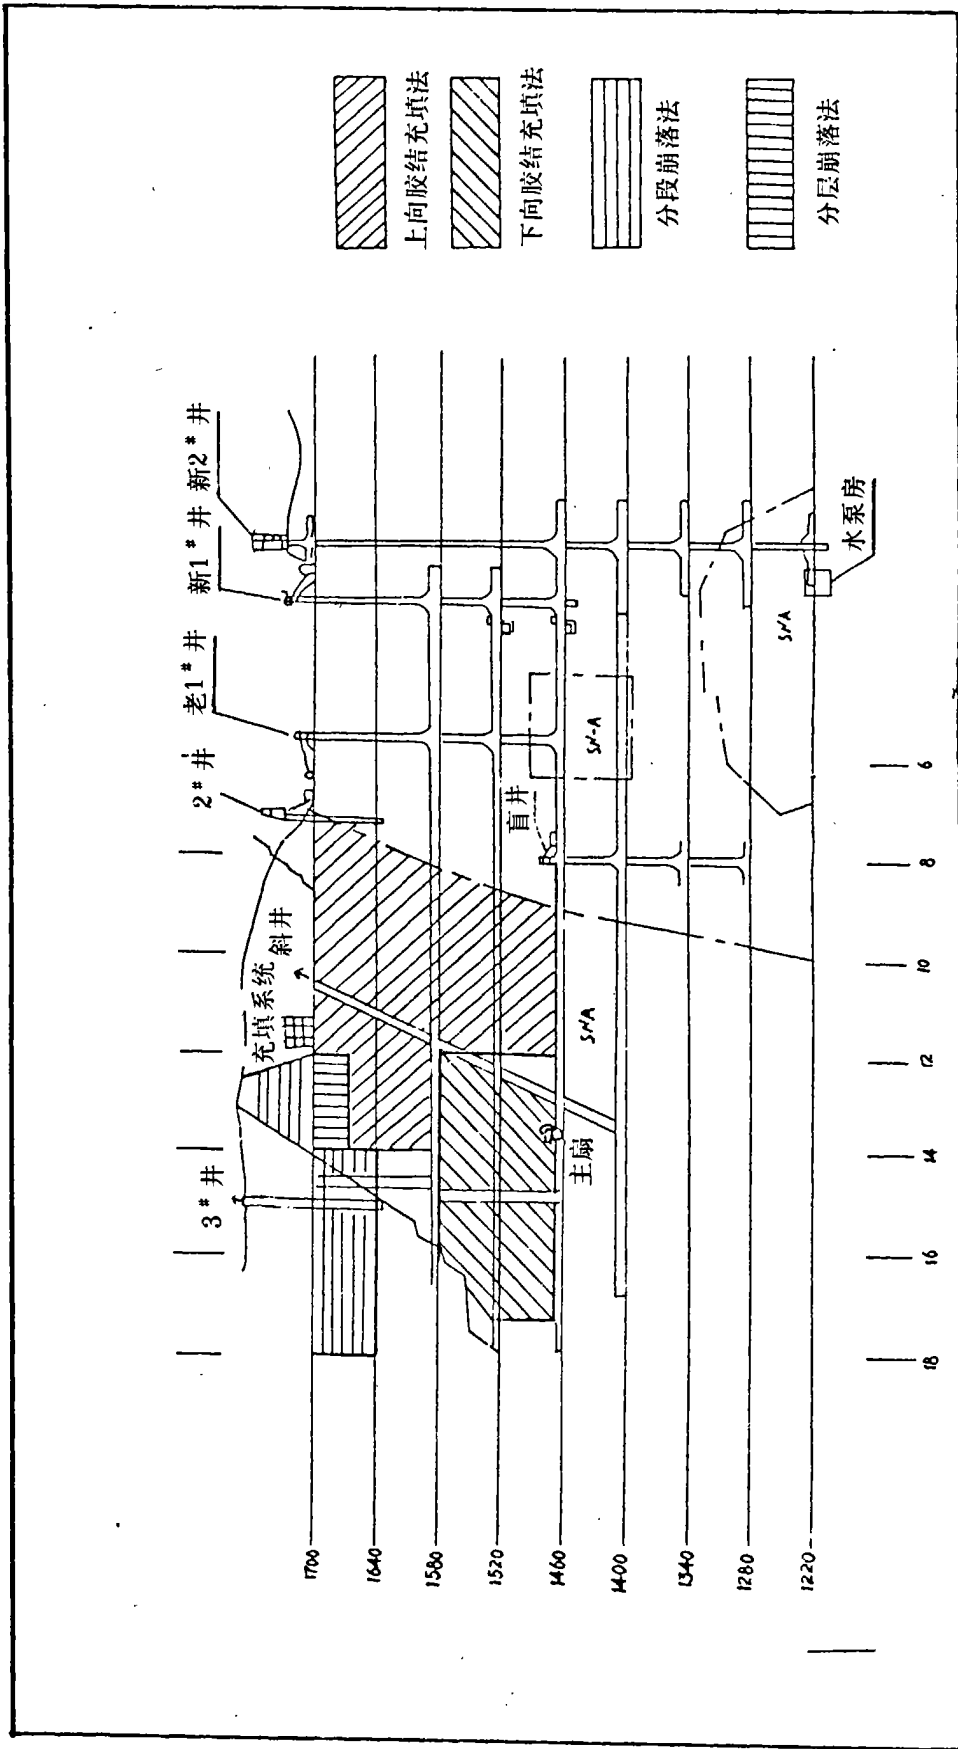 3#井
充填系统
斜井
2#井
老1#井
新1#井
新2#井
1700
1640
1580
1520
1460
1400
1340
1280
1220
主扇
盲井
SNA
SN-A
SNA
水泵房
18
16
14
12
10
8
6
上向胶结充填法
下向胶结充填法
分段崩落法
分层崩落法